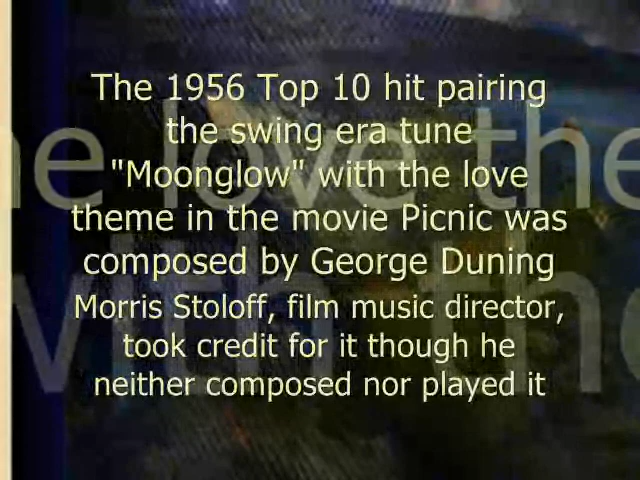 The 1956 Top 10 hit pairing
the swing era tune
"Moonglow" with the love
theme in the movie Picnic was
composed by George Duning
Morris Stoloff, film music director,
took credit for it though he
neither composed nor played it